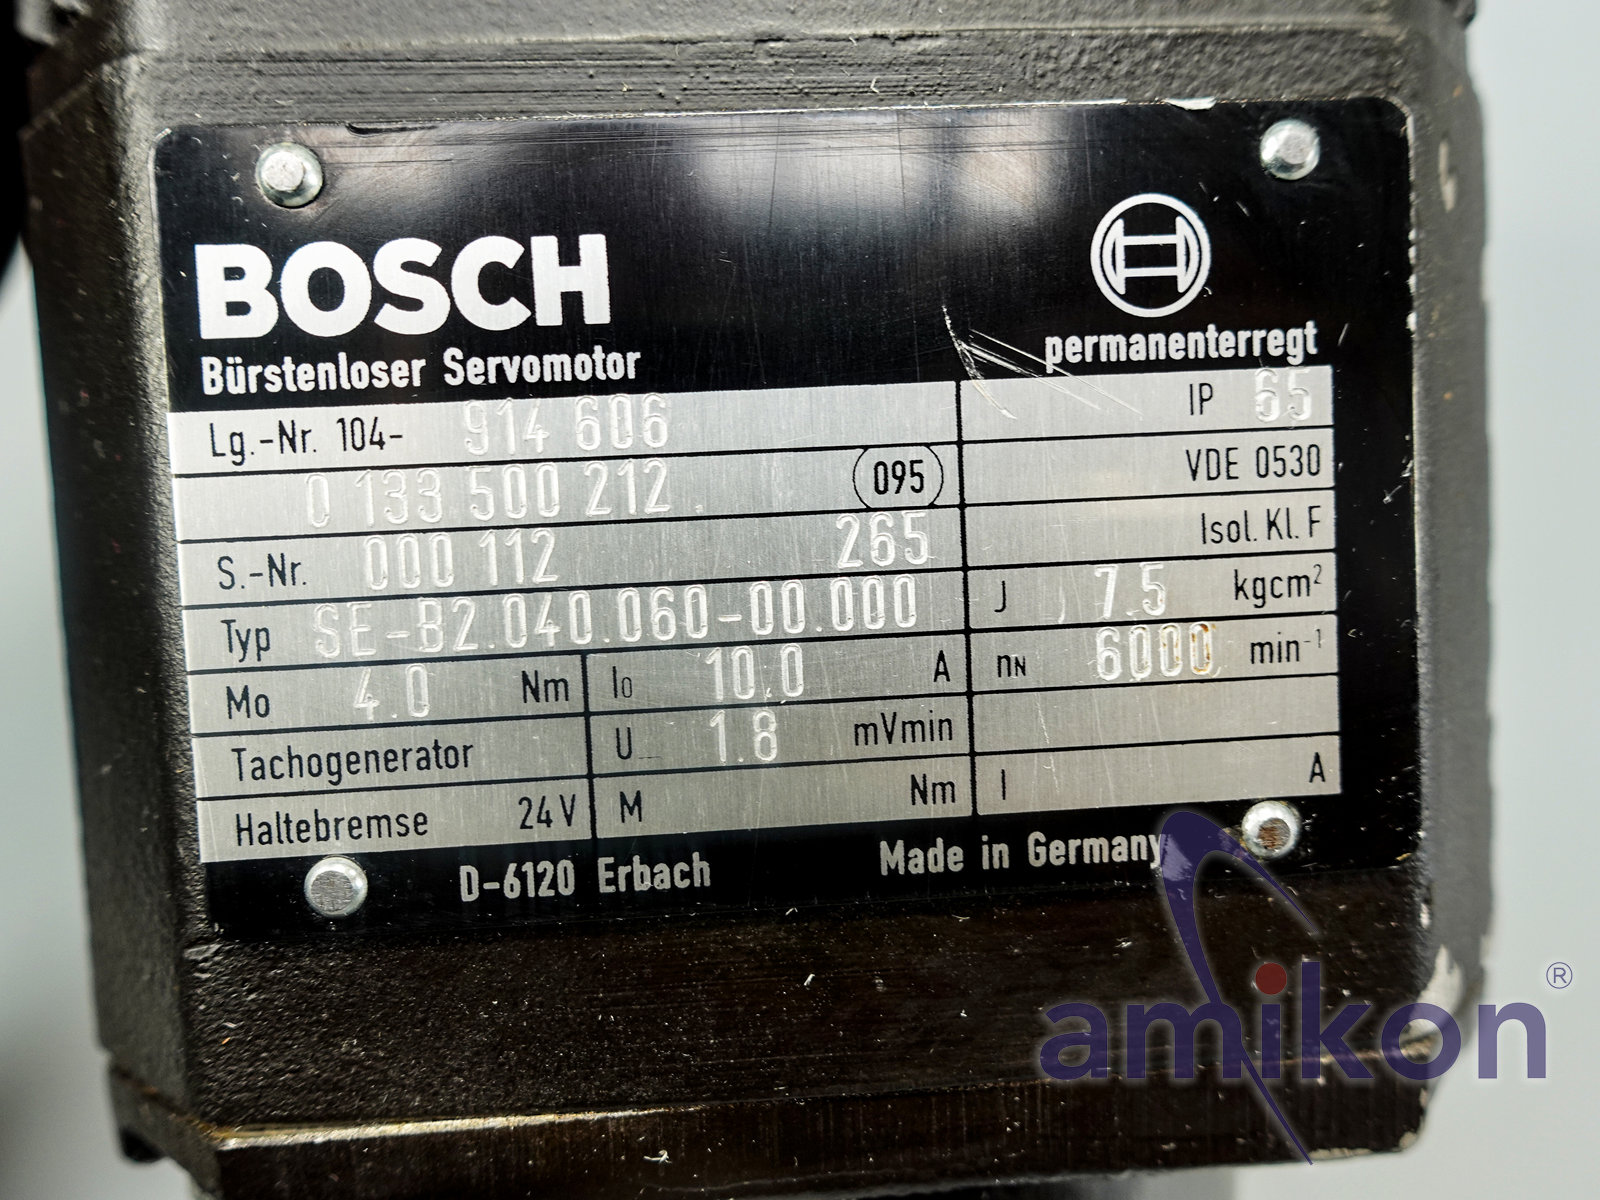 BOSCH
Bürstenloser Servomotor
permanenterregt
Lg.-Nr. 104- 914 606 IP 65
0 133 500 212. 095 VDE 0530
S.-Nr. 000 112 265 Isol. Kl. F
Typ SE-B2.040.060-00.000 J 7.5 kgcm²
Mo 4.0 Nm I0 10.0 A nN 6000 min-1
Tachogenerator U 1.8 mVmin
Haltebremse 24 V M Nm I A
D-6120 Erbach Made in Germany
amikon®